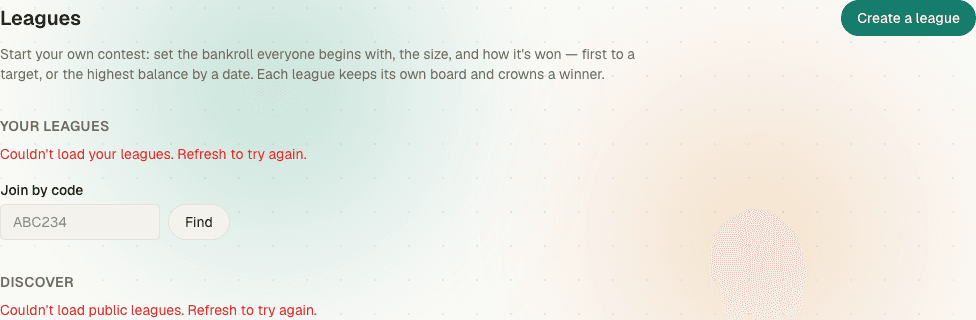 Leagues
Create a league
Start your own contest: set the bankroll everyone begins with, the size, and how it's won — first to a
target, or the highest balance by a date. Each league keeps its own board and crowns a winner.
YOUR LEAGUES
Couldn't load your leagues. Refresh to try again.
Join by code
ABC234
Find
DISCOVER
Couldn't load public leagues. Refresh to try again.